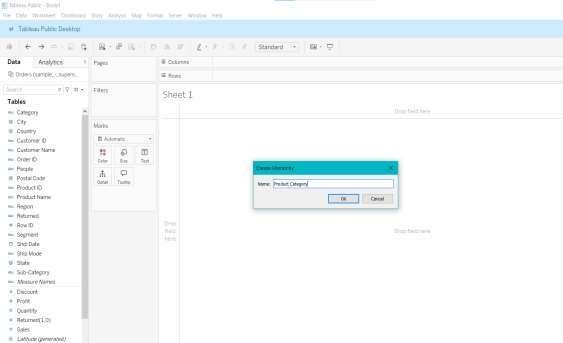 Tableau Public - Book1
File Data Worksheet Dashboard Story Analysis Map Format Server Window Help
Tableau Public Desktop
Standard
Data Analytics
Pages
Columns
Orders (sample_-_supers...
Rows
Search
Filters
Sheet 1
Tables
Drop field here
Category
City
Country
Marks
Customer ID
Automatic
Customer Name
Order ID
Color Size Text
People
Postal Code
Detail Tooltip
Product ID
Product Name
Region
Returned
Row ID
Segment
Ship Date
Ship Mode
State
Sub-Category
Measure Names
Discount
Profit
Quantity
Returned(1,0)
Sales
Latitude (generated)
Create Hierarchy
Name: Product Category
OK Cancel
Drop
field
here
Drop field here